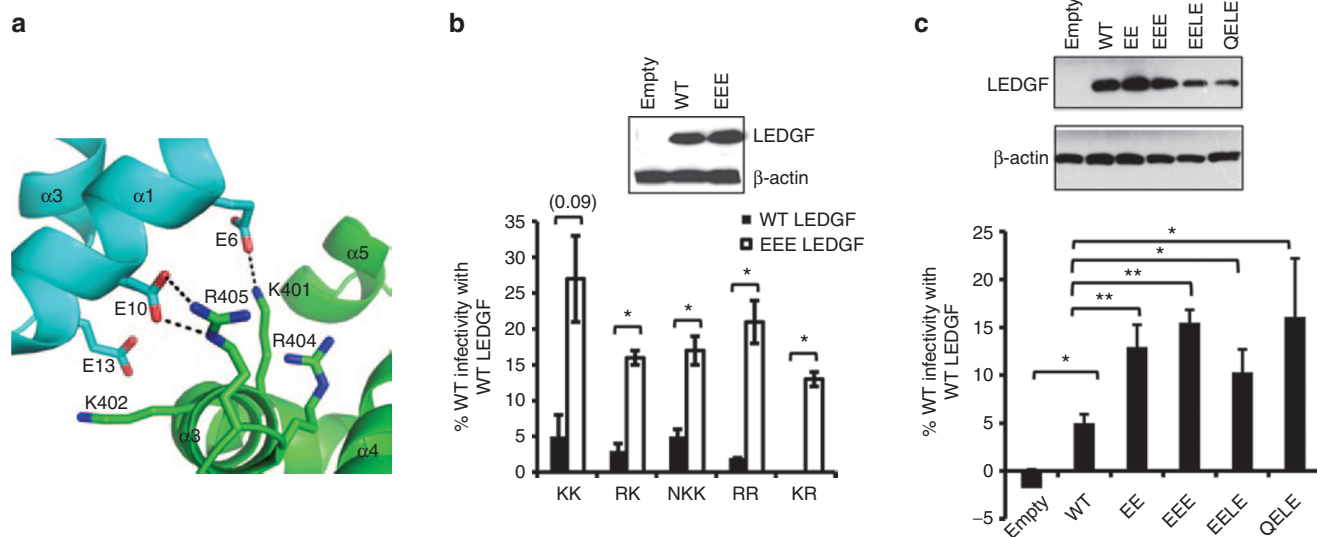 a
α3
α1
E6
α5
E10
R405
K401
R404
E13
K402
α3
α4
b
Empty
WT
EEE
LEDGF
β-actin
(0.09)
WT LEDGF
EEE LEDGF
*
*
*
*
% WT infectivity with
WT LEDGF
35
30
25
20
15
10
5
0
KK
RK
NKK
RR
KR
c
Empty
WT
EE
EEE
EELE
QELE
LEDGF
β-actin
% WT infectivity with
WT LEDGF
25
20
15
10
5
0
−5
*
*
**
**
*
Empty
WT
EE
EEE
EELE
QELE